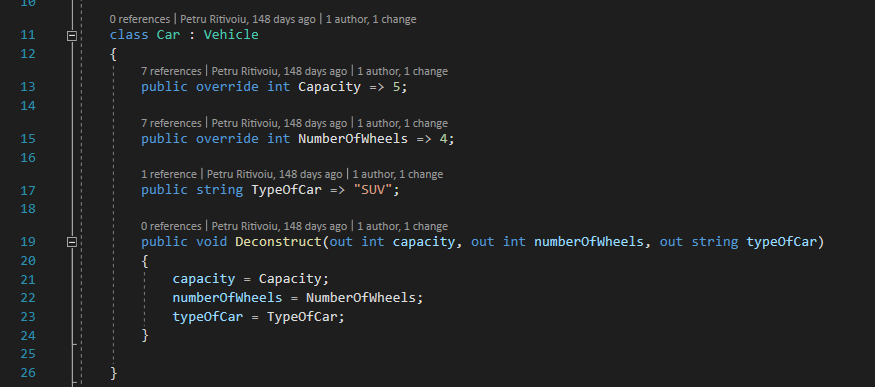 10
0 references | Petru Ritivoiu, 148 days ago | 1 author, 1 change
11 class Car : Vehicle
12 {
7 references | Petru Ritivoiu, 148 days ago | 1 author, 1 change
13 public override int Capacity => 5;
14
7 references | Petru Ritivoiu, 148 days ago | 1 author, 1 change
15 public override int NumberOfWheels => 4;
16
1 reference | Petru Ritivoiu, 148 days ago | 1 author, 1 change
17 public string TypeOfCar => "SUV";
18
0 references | Petru Ritivoiu, 148 days ago | 1 author, 1 change
19 public void Deconstruct(out int capacity, out int numberOfWheels, out string typeOfCar)
20 {
21 capacity = Capacity;
22 numberOfWheels = NumberOfWheels;
23 typeOfCar = TypeOfCar;
24 }
25
26 }